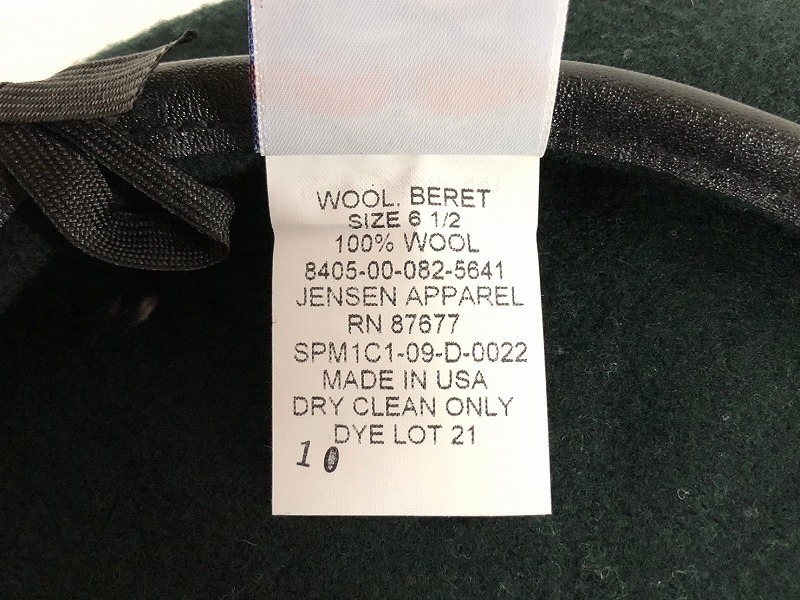 WOOL, BERET
SIZE 6 1/2
100% WOOL
8405-00-082-5641
JENSEN APPAREL
RN 87677
SPM1C1-09-D-0022
MADE IN USA
DRY CLEAN ONLY
DYE LOT 21
10